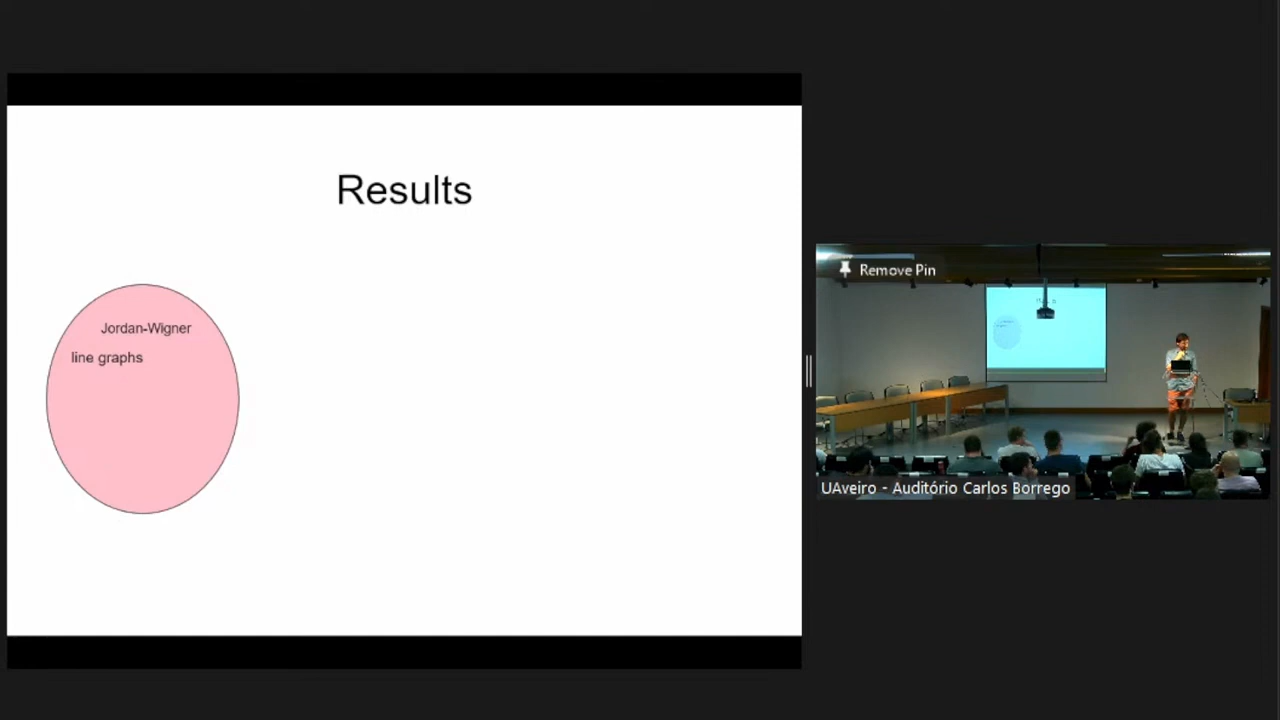 Results
Jordan-Wigner
line graphs
Remove Pin
UAveiro - Auditório Carlos Borrego